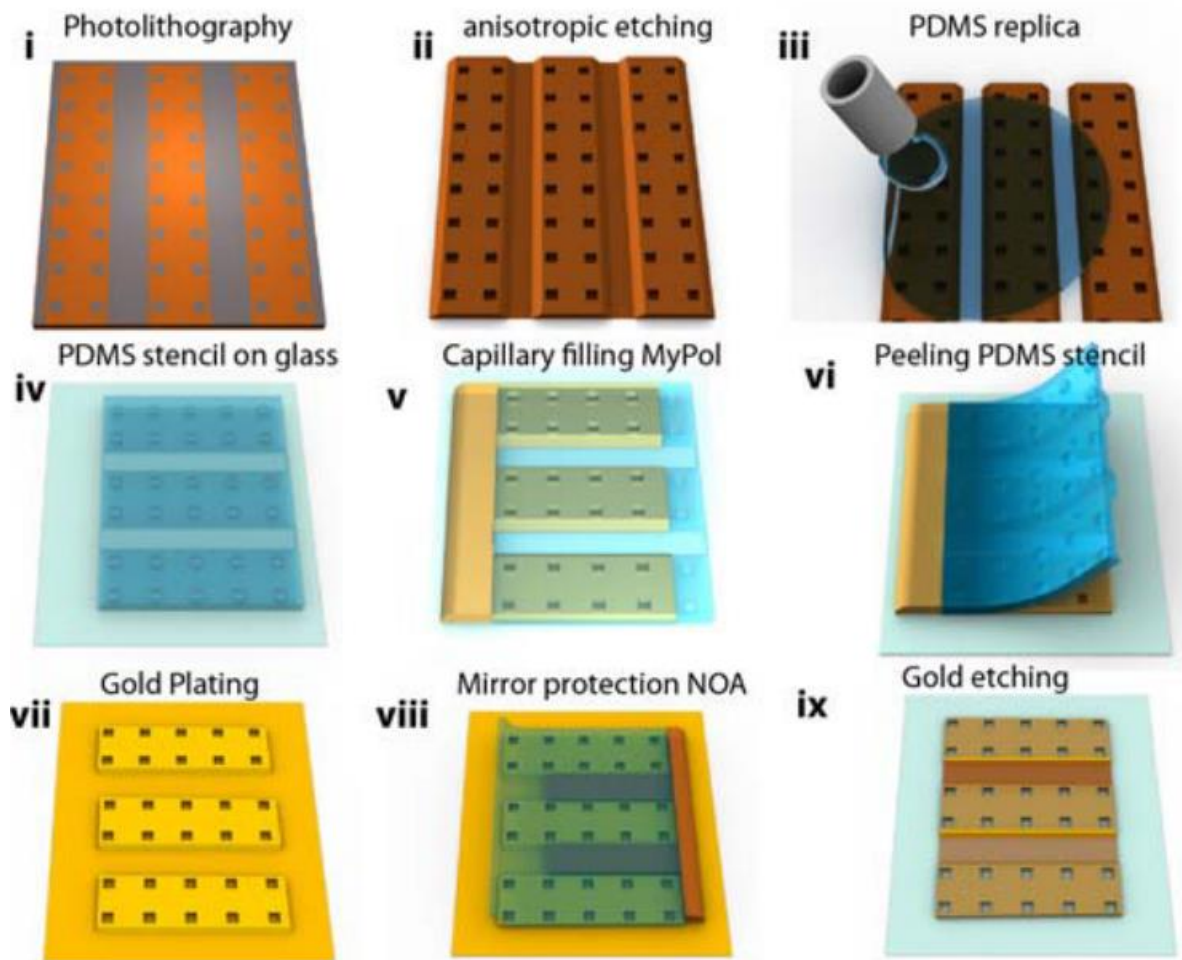 i Photolithography
ii anisotropic etching
iii PDMS replica
iv PDMS stencil on glass
v Capillary filling MyPol
vi Peeling PDMS stencil
vii Gold Plating
viii Mirror protection NOA
ix Gold etching